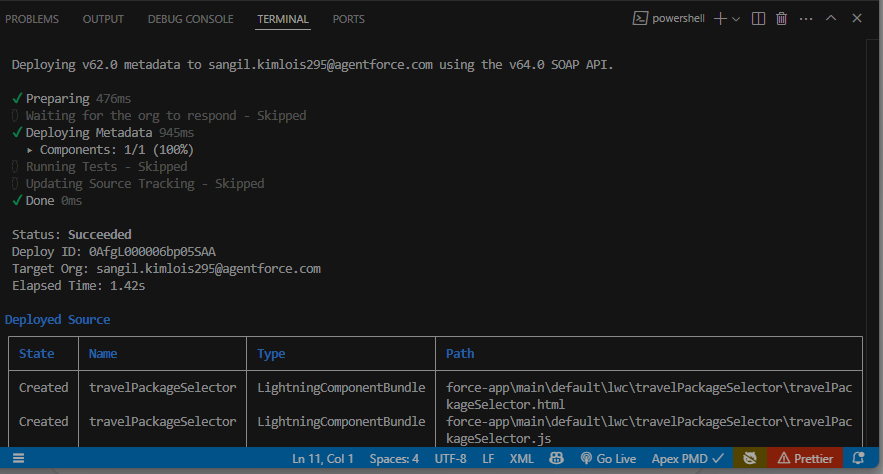 PROBLEMS OUTPUT DEBUG CONSOLE TERMINAL PORTS powershell
Deploying v62.0 metadata to sangil.kimlois295@agentforce.com using the v64.0 SOAP API.
✓ Preparing 476ms
Waiting for the org to respond - Skipped
✓ Deploying Metadata 945ms
▸ Components: 1/1 (100%)
Running Tests - Skipped
Updating Source Tracking - Skipped
✓ Done 0ms
Status: Succeeded
Deploy ID: 0AfgL000006bp05SAA
Target Org: sangil.kimlois295@agentforce.com
Elapsed Time: 1.42s
Deployed Source
State Name Type Path
Created travelPackageSelector LightningComponentBundle force-app\main\default\lwc\travelPackageSelector\travelPac
kageSelector.html
Created travelPackageSelector LightningComponentBundle force-app\main\default\lwc\travelPackageSelector\travelPac
kageSelector.js
Ln 11, Col 1 Spaces: 4 UTF-8 LF XML Go Live Apex PMD ✓ Prettier